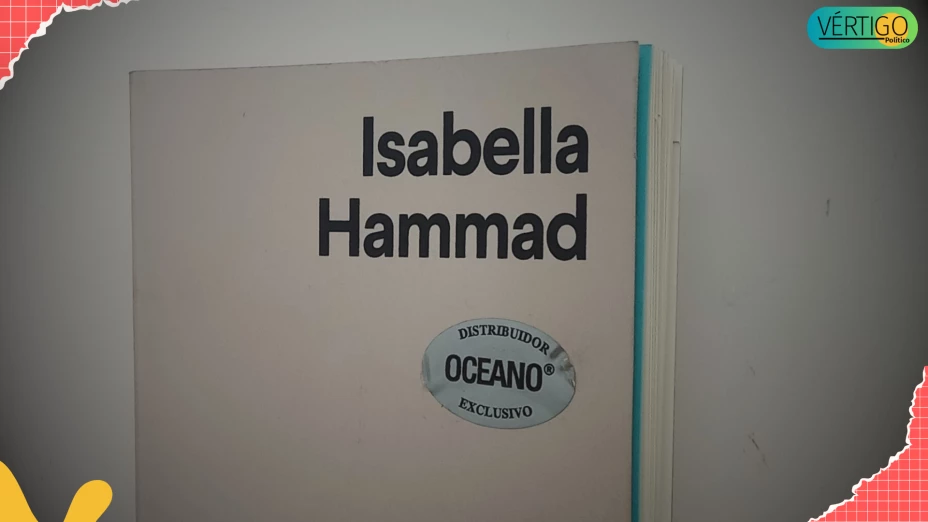 VÉRTIGO
Político
Isabella
Hammad
DISTRIBUIDOR
OCEANO®
EXCLUSIVO